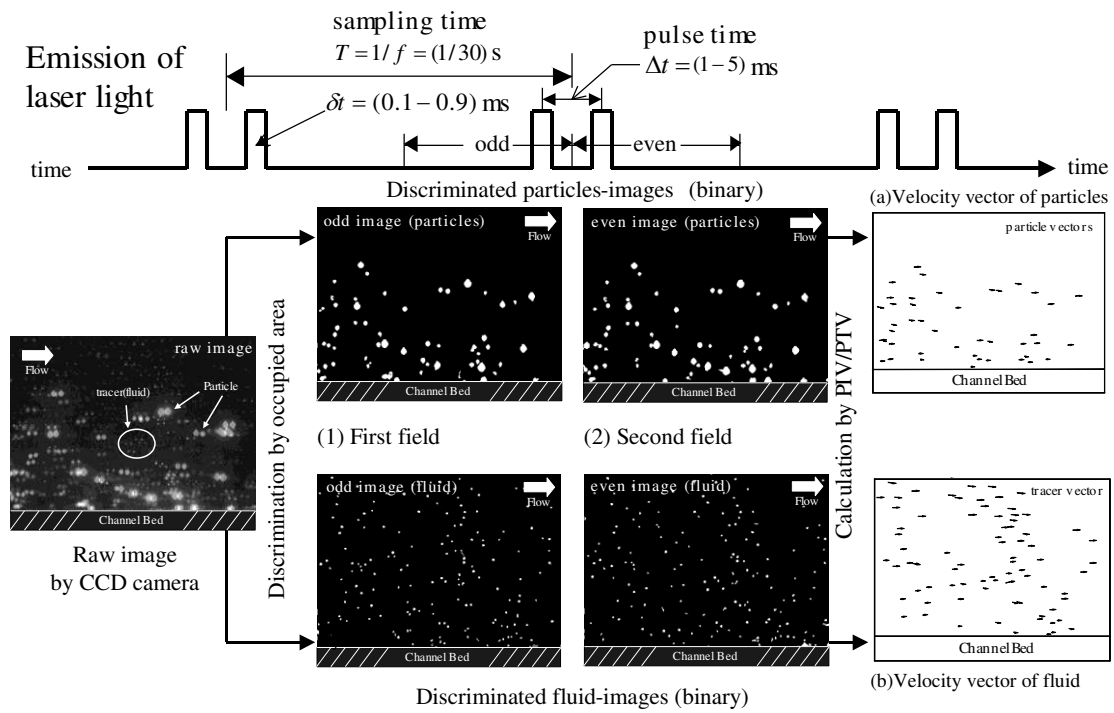 Emission of
laser light
sampling time
T = 1/ f = (1/30) s
pulse time
Δt = (1−5) ms
δt = (0.1−0.9) ms
odd
even
time
time
Discriminated particles-images (binary)
(a)Velocity vector of particles
odd image (particles)
Flow
even image (particles)
Flow
particle vectors
Channel Bed
Channel Bed
Channel Bed
raw image
Flow
tracer(fluid)
Particle
Channel Bed
Raw image
by CCD camera
Discrimination by occupied area
(1) First field
(2) Second field
Calculation by PIV/PTV
odd image (fluid)
Flow
even image (fluid)
Flow
tracer vector
Channel Bed
Channel Bed
Channel Bed
Discriminated fluid-images (binary)
(b)Velocity vector of fluid